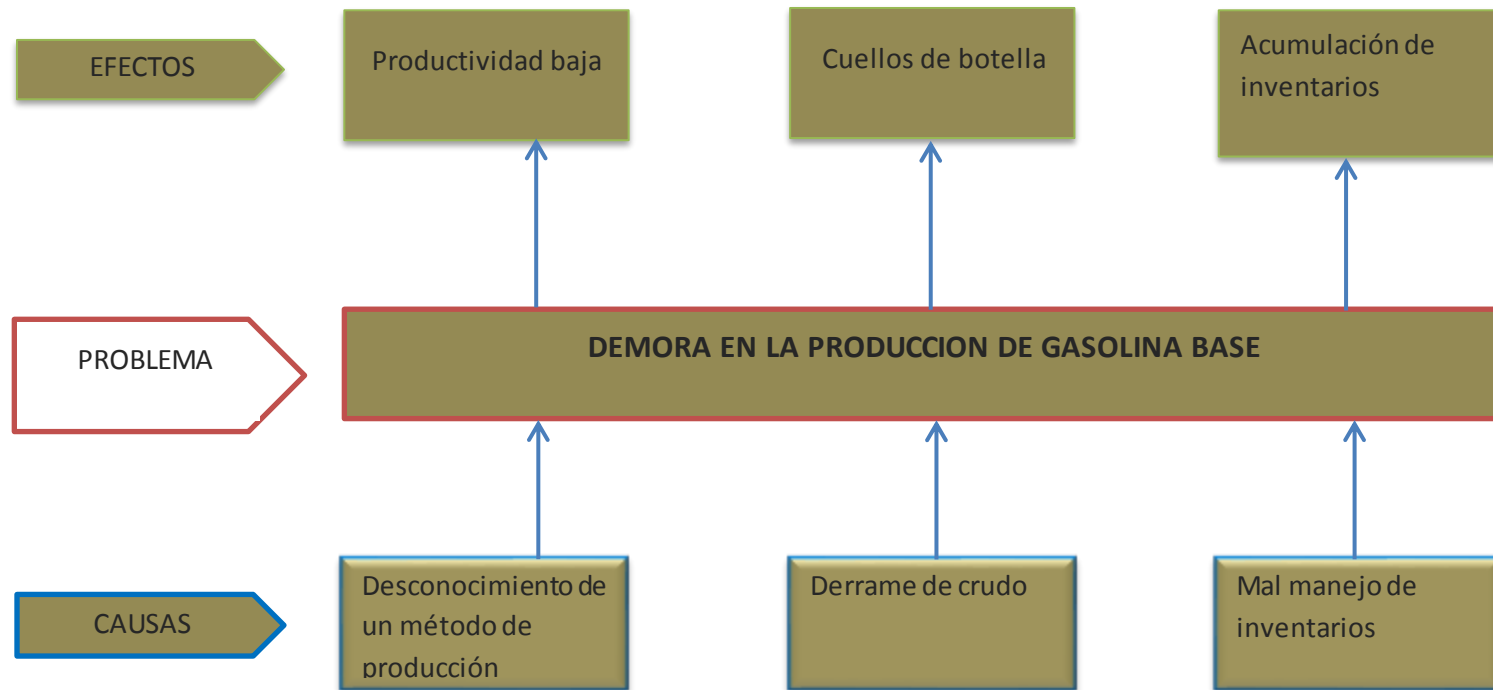 EFECTOS
Productividad baja
Cuellos de botella
Acumulación de
inventarios
PROBLEMA
DEMORA EN LA PRODUCCION DE GASOLINA BASE
CAUSAS
Desconocimiento de
un método de
producción
Derrame de crudo
Mal manejo de
inventarios